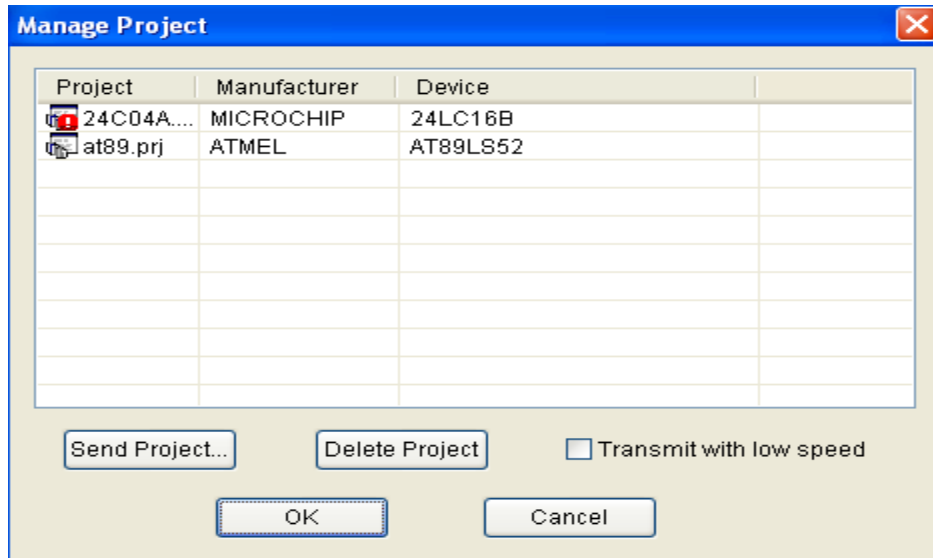 Manage Project
Project Manufacturer Device
24C04A.... MICROCHIP 24LC16B
at89.prj ATMEL AT89LS52
Send Project... Delete Project Transmit with low speed
OK Cancel